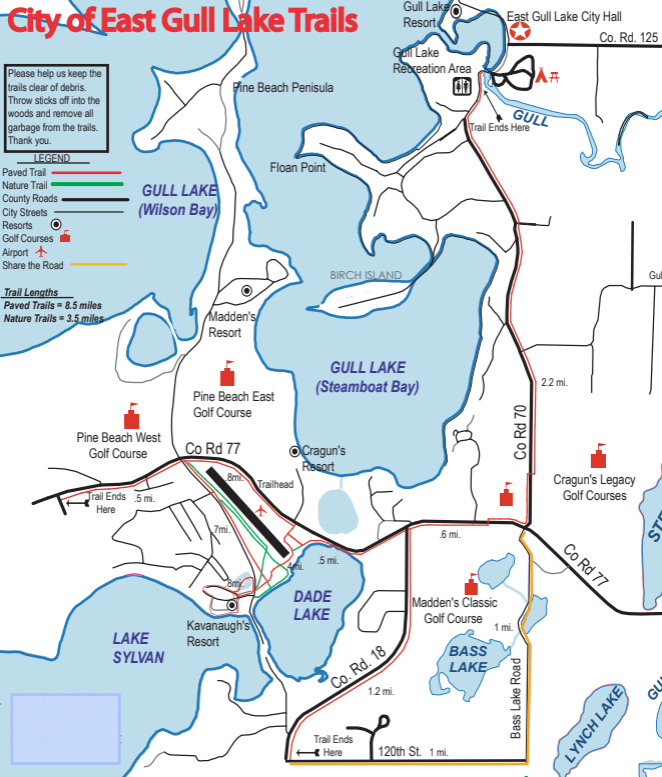 City of East Gull Lake Trails
Gull Lake
Resort
East Gull Lake City Hall
Co. Rd. 125
Gull Lake
Recreation Area
Please help us keep the
trails clear of debris.
Throw sticks off into the
woods and remove all
garbage from the trails.
Thank you.
Pine Beach Penisula
GULL
Trail Ends Here
LEGEND
Paved Trail
Nature Trail
County Roads
City Streets
Resorts
Golf Courses
Airport
Share the Road
Floan Point
GULL LAKE
(Wilson Bay)
Trail Lengths
Paved Trails = 8.5 miles
Nature Trails = 3.5 miles
BIRCH ISLAND
Gul
Madden's
Resort
GULL LAKE
(Steamboat Bay)
2.2 mi.
Pine Beach East
Golf Course
Co Rd 70
Pine Beach West
Golf Course
Co Rd 77
Cragun's
Resort
Cragun's Legacy
Golf Courses
.8mi.
Trailhead
Trail Ends
Here
.5 mi.
.7mi.
.6 mi.
STE
.5 mi.
.4mi.
Co Rd 77
.8mi.
DADE
LAKE
Madden's Classic
Golf Course
Kavanaugh's
Resort
1 mi.
LAKE
SYLVAN
BASS
LAKE
Co. Rd. 18
1.2 mi.
Bass Lake Road
LYNCH LAKE
GU
Trail Ends
Here
120th St.
1 mi.